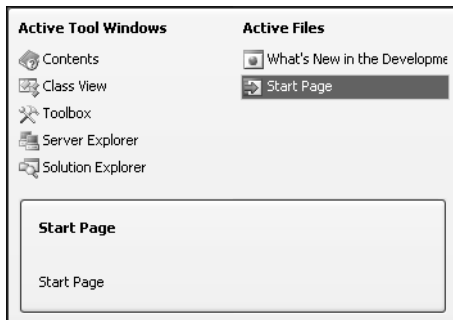 Active Tool Windows
Contents
Class View
Toolbox
Server Explorer
Solution Explorer
Active Files
What's New in the Developme
Start Page
Start Page
Start Page